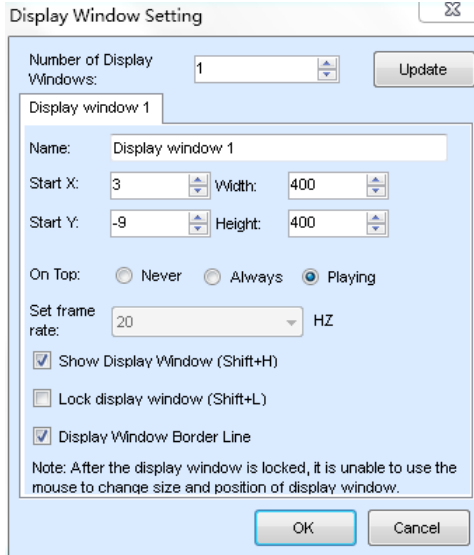 Display Window Setting
Number of Display
Windows:
1
Update
Display window 1
Name: Display window 1
Start X: 3 Width: 400
Start Y: -9 Height: 400
On Top: Never Always Playing
Set frame
rate:
20 HZ
Show Display Window (Shift+H)
Lock display window (Shift+L)
Display Window Border Line
Note: After the display window is locked, it is unable to use the
mouse to change size and position of display window.
OK Cancel